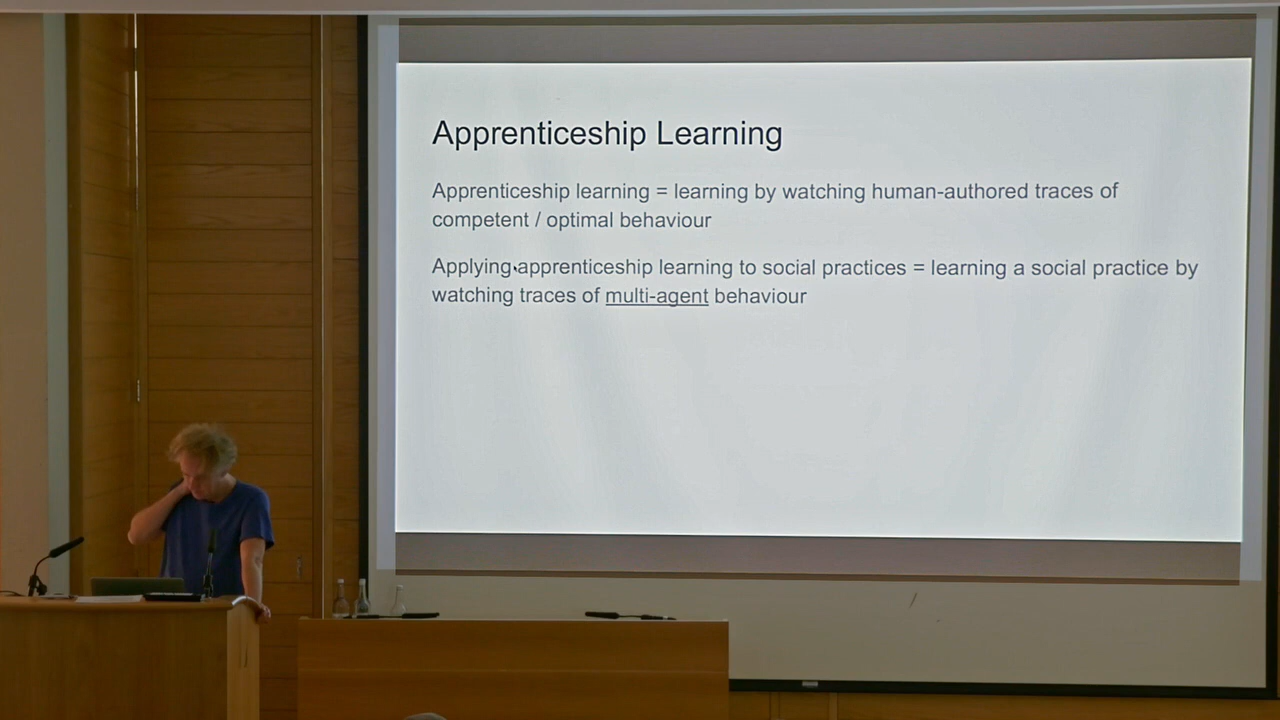 Apprenticeship Learning
Apprenticeship learning = learning by watching human-authored traces of
competent / optimal behaviour
Applying apprenticeship learning to social practices = learning a social practice by
watching traces of multi-agent behaviour